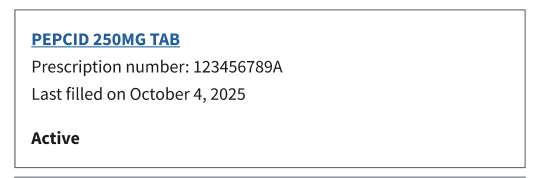 PEPCID 250MG TAB
Prescription number: 123456789A
Last filled on October 4, 2025
Active